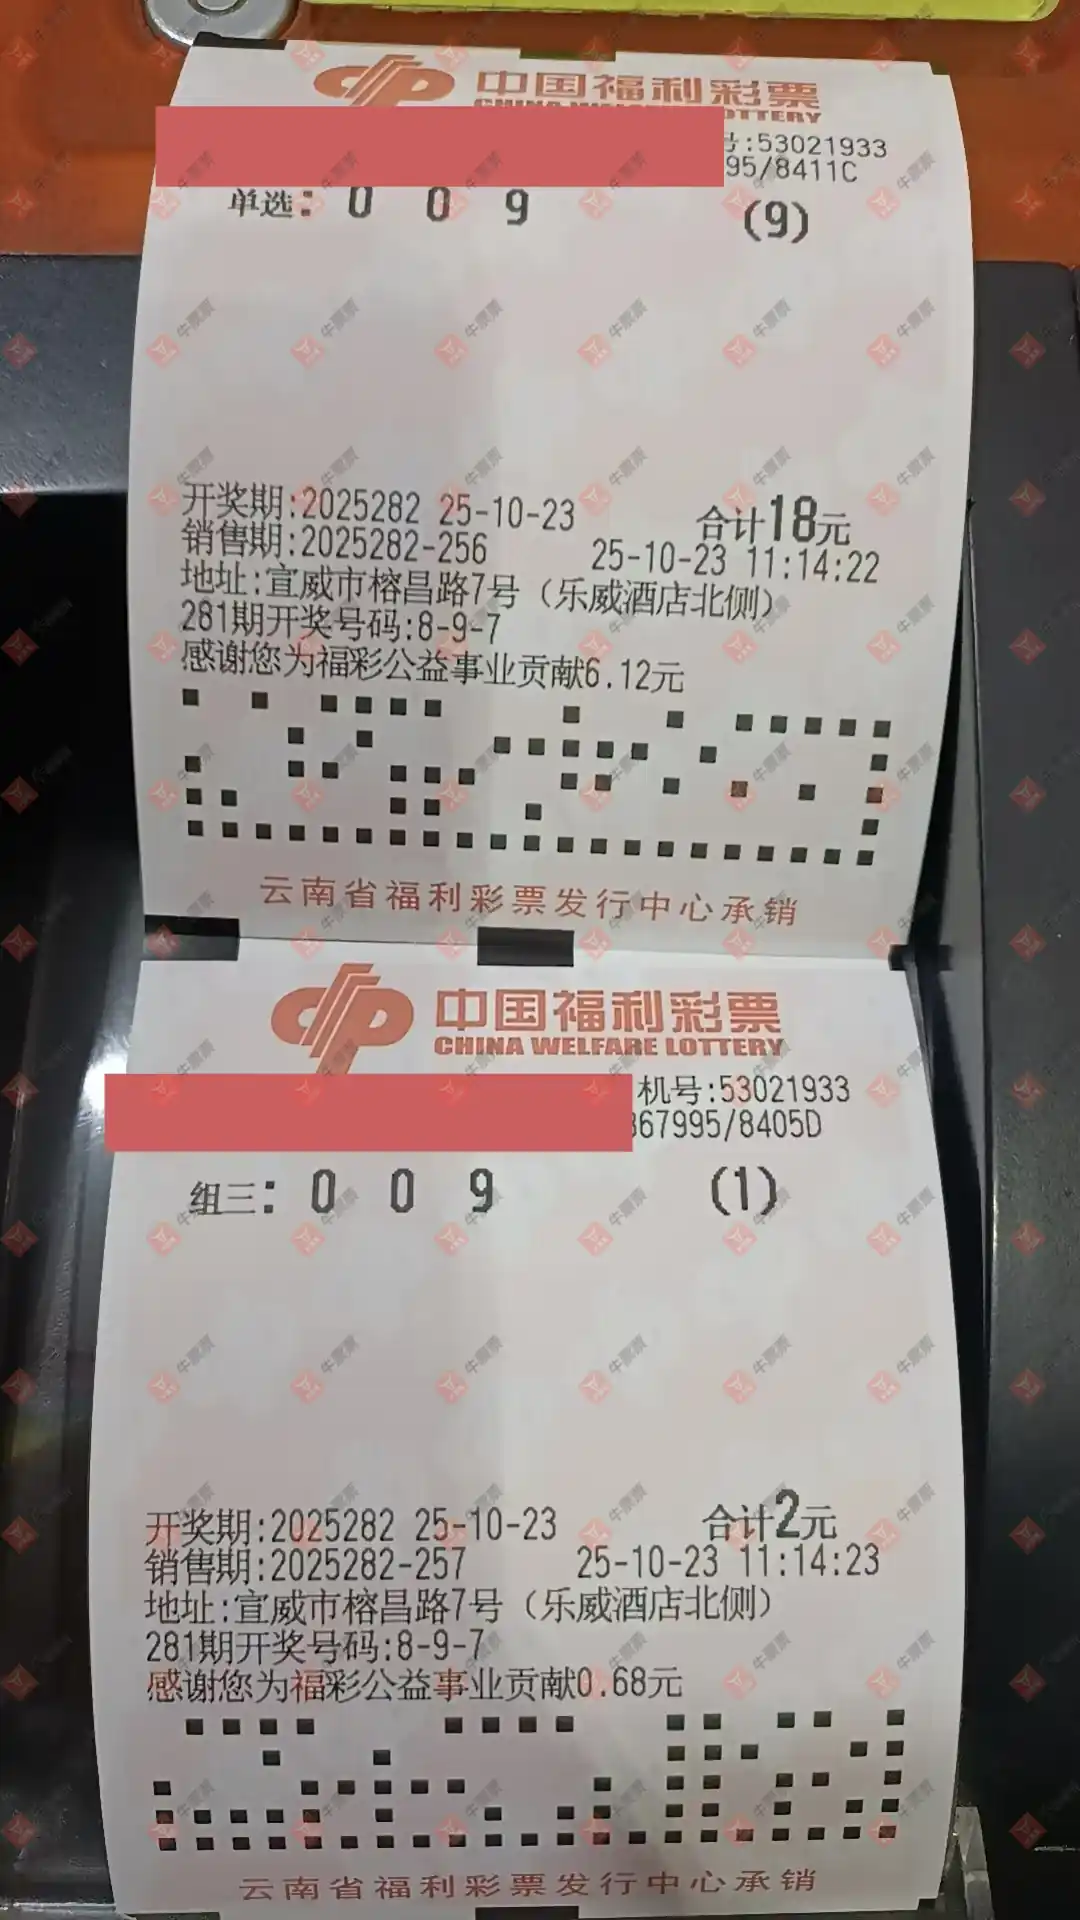 中国福利彩票
CHINA WELFARE LOTTERY
号:53021933
95/8411C
单选: 0 0 9 (9)
开奖期:2025282 25-10-23 合计18元
销售期:2025282-256 25-10-23 11:14:22
地址:宣威市榕昌路7号（乐威酒店北侧）
281期开奖号码:8-9-7
感谢您为福彩公益事业贡献6.12元
云南省福利彩票发行中心承销
中国福利彩票
CHINA WELFARE LOTTERY
机号:53021933
867995/8405D
组三: 0 0 9 (1)
开奖期:2025282 25-10-23 合计2元
销售期:2025282-257 25-10-23 11:14:23
地址:宣威市榕昌路7号（乐威酒店北侧）
281期开奖号码:8-9-7
感谢您为福彩公益事业贡献0.68元
云南省福利彩票发行中心承销
牛票票